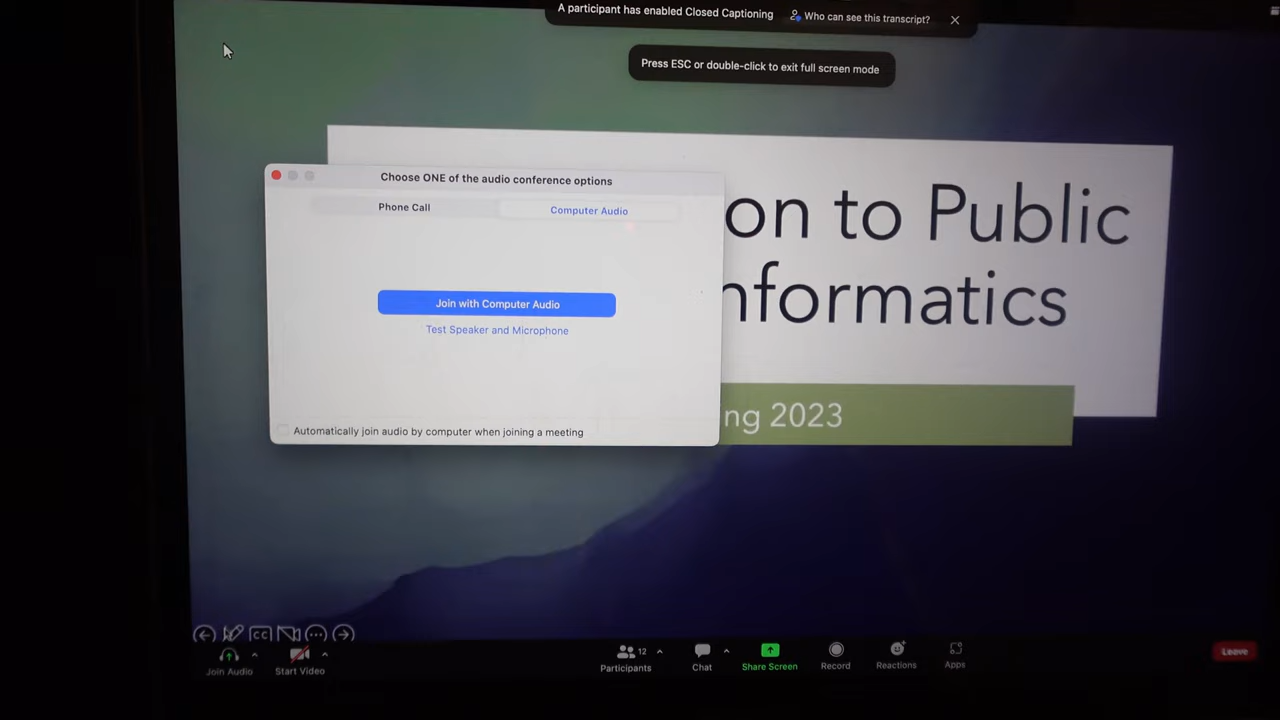 A participant has enabled Closed Captioning
Who can see this transcript?
Press ESC or double-click to exit full screen mode
Choose ONE of the audio conference options
Phone Call
Computer Audio
Join with Computer Audio
Test Speaker and Microphone
Automatically join audio by computer when joining a meeting
on to Public
nformatics
ng 2023
CC
Join Audio
Start Video
12
Participants
Chat
Share Screen
Record
Reactions
Apps
Leave